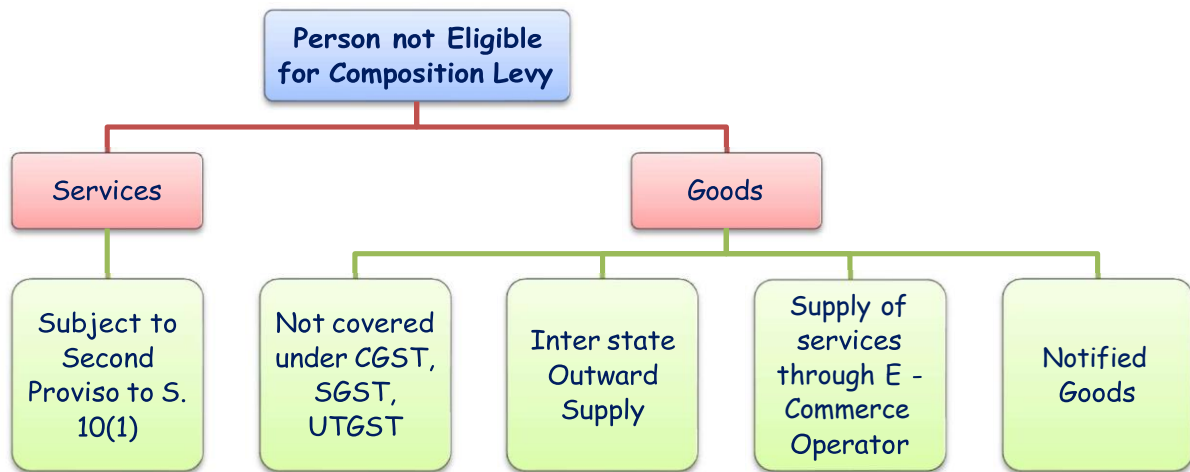 Person not Eligible
for Composition Levy
Services
Goods
Subject to
Second
Proviso to S.
10(1)
Not covered
under CGST,
SGST,
UTGST
Inter state
Outward
Supply
Supply of
services
through E -
Commerce
Operator
Notified
Goods